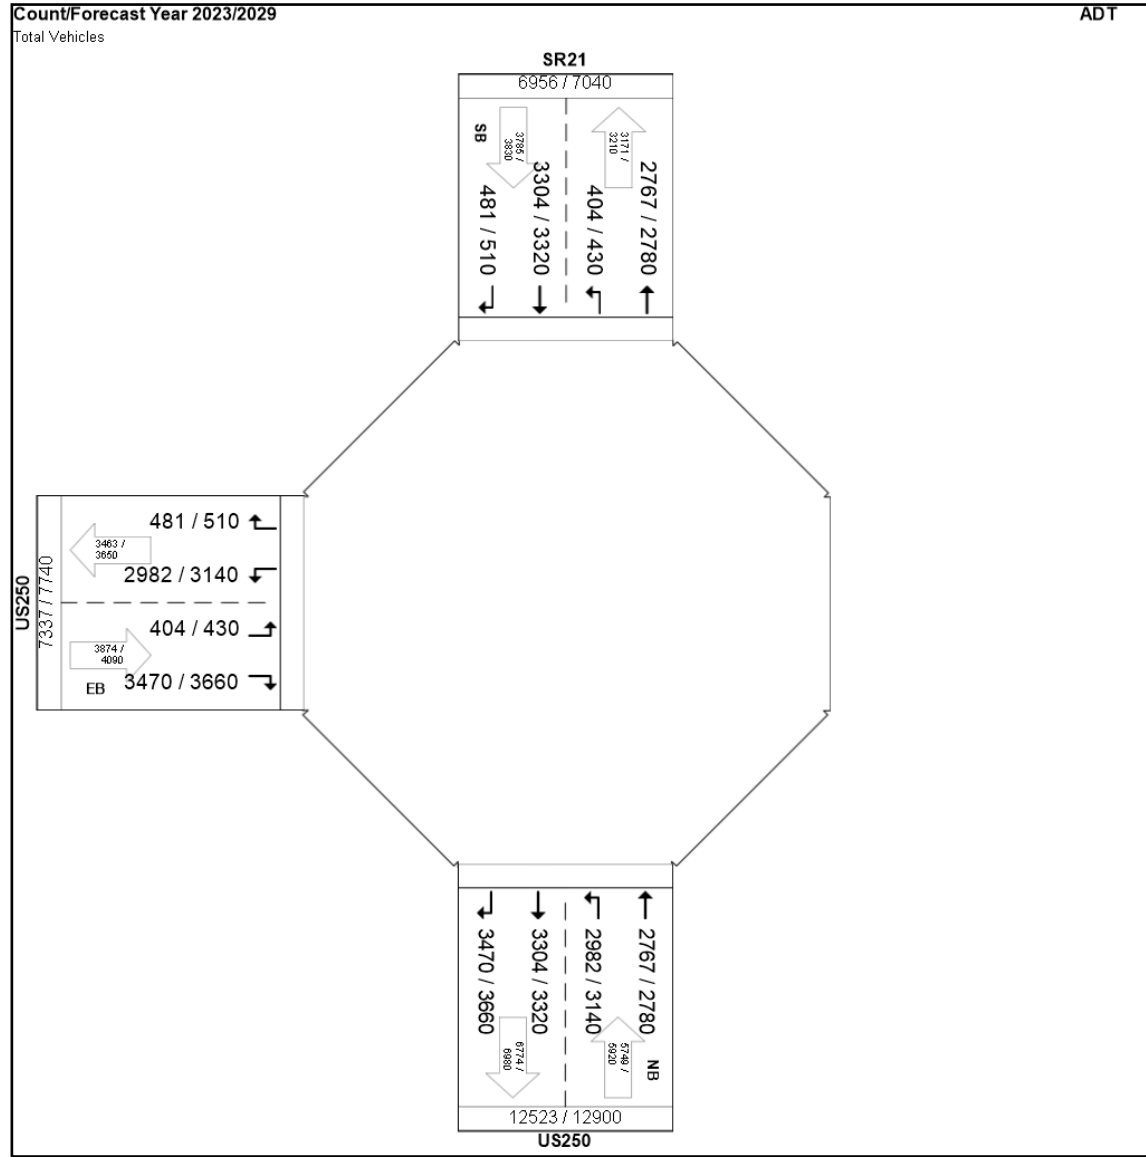 Count/Forecast Year 2023/2029
ADT
Total Vehicles
SR21
6956 / 7040
SB
3785 /
3830
3171 /
3210
481 / 510
3304 / 3320
404 / 430
2767 / 2780
US250
7337 / 7740
3463 /
3650
481 / 510
2982 / 3140
3874 /
4090
EB
404 / 430
3470 / 3660
3470 / 3660
3304 / 3320
2982 / 3140
2767 / 2780
6774 /
6980
5749 /
5920
NB
12523 / 12900
US250